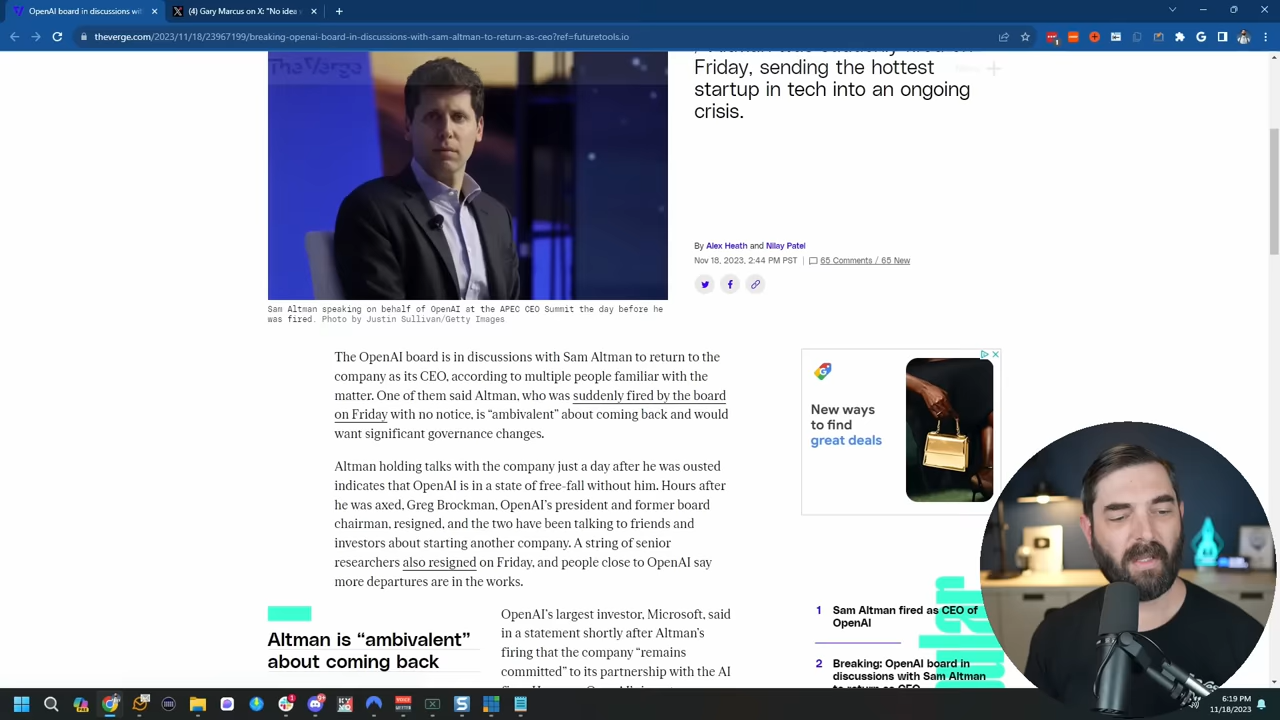 OpenAI board in discussions with
(4) Gary Marcus on X: "No idea
theverge.com/2023/11/18/23967199/breaking-openai-board-in-discussions-with-sam-altman-to-return-as-ceo?ref=futuretools.io
TheVerge
Friday, sending the hottest
startup in tech into an ongoing
crisis.
By Alex Heath and Nilay Patel
Nov 18, 2023, 2:44 PM PST | 65 Comments / 65 New
Sam Altman speaking on behalf of OpenAI at the APEC CEO Summit the day before he
was fired. Photo by Justin Sullivan/Getty Images
The OpenAI board is in discussions with Sam Altman to return to the
company as its CEO, according to multiple people familiar with the
matter. One of them said Altman, who was suddenly fired by the board
on Friday with no notice, is “ambivalent” about coming back and would
want significant governance changes.
Altman holding talks with the company just a day after he was ousted
indicates that OpenAI is in a state of free-fall without him. Hours after
he was axed, Greg Brockman, OpenAI’s president and former board
chairman, resigned, and the two have been talking to friends and
investors about starting another company. A string of senior
researchers also resigned on Friday, and people close to OpenAI say
more departures are in the works.
Altman is “ambivalent”
about coming back
OpenAI’s largest investor, Microsoft, said
in a statement shortly after Altman’s
firing that the company “remains
committed” to its partnership with the AI
New ways
to find
great deals
1 Sam Altman fired as CEO of
OpenAI
2 Breaking: OpenAI board in
discussions with Sam Altman
to return as CEO
6:19 PM
11/18/2023